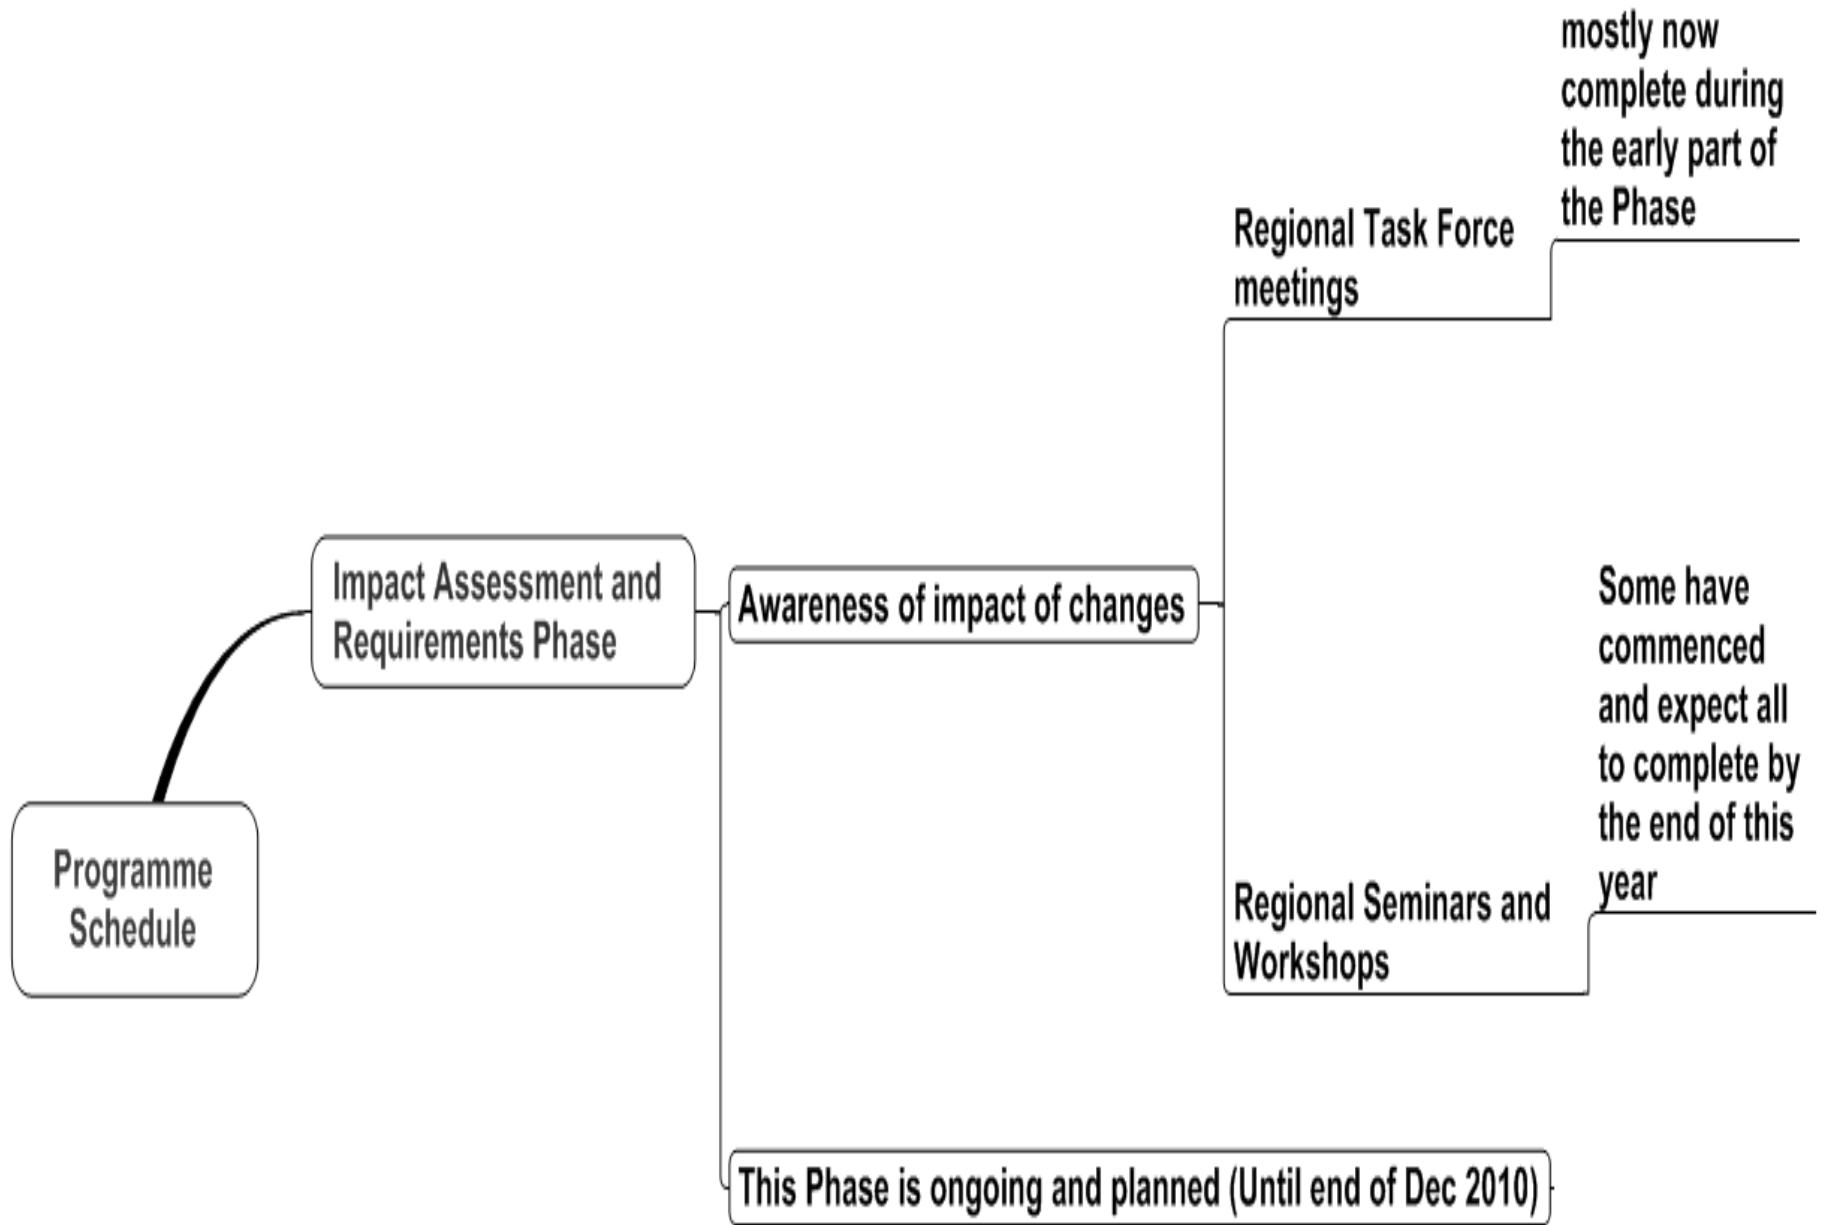 Programme
Schedule
Impact Assessment and
Requirements Phase
Awareness of impact of changes
Regional Task Force
meetings
mostly now
complete during
the early part of
the Phase
Regional Seminars and
Workshops
Some have
commenced
and expect all
to complete by
the end of this
year
This Phase is ongoing and planned (Until end of Dec 2010)